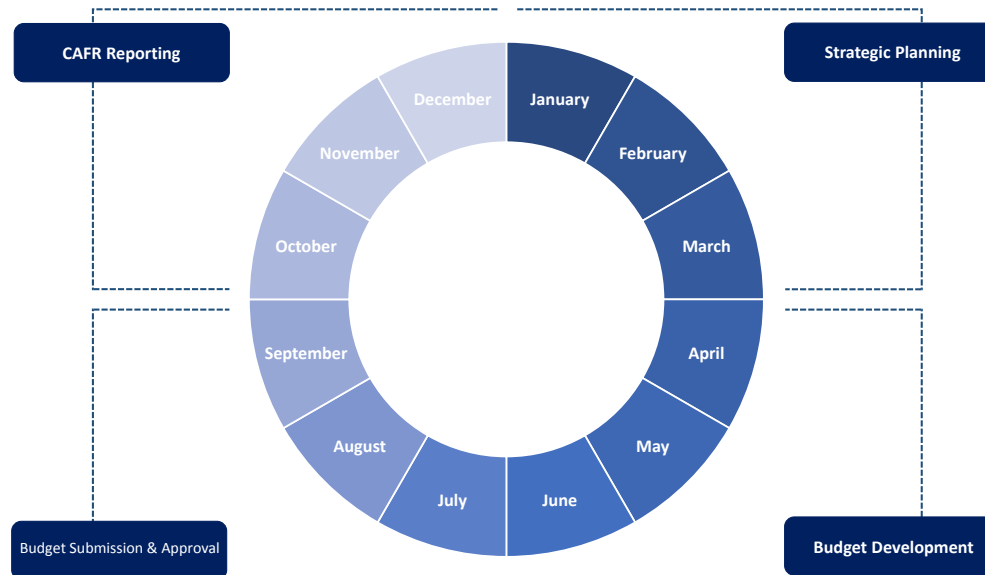 CAFR Reporting
Strategic Planning
December
January
November
February
October
March
September
April
August
May
July
June
Budget Submission & Approval
Budget Development